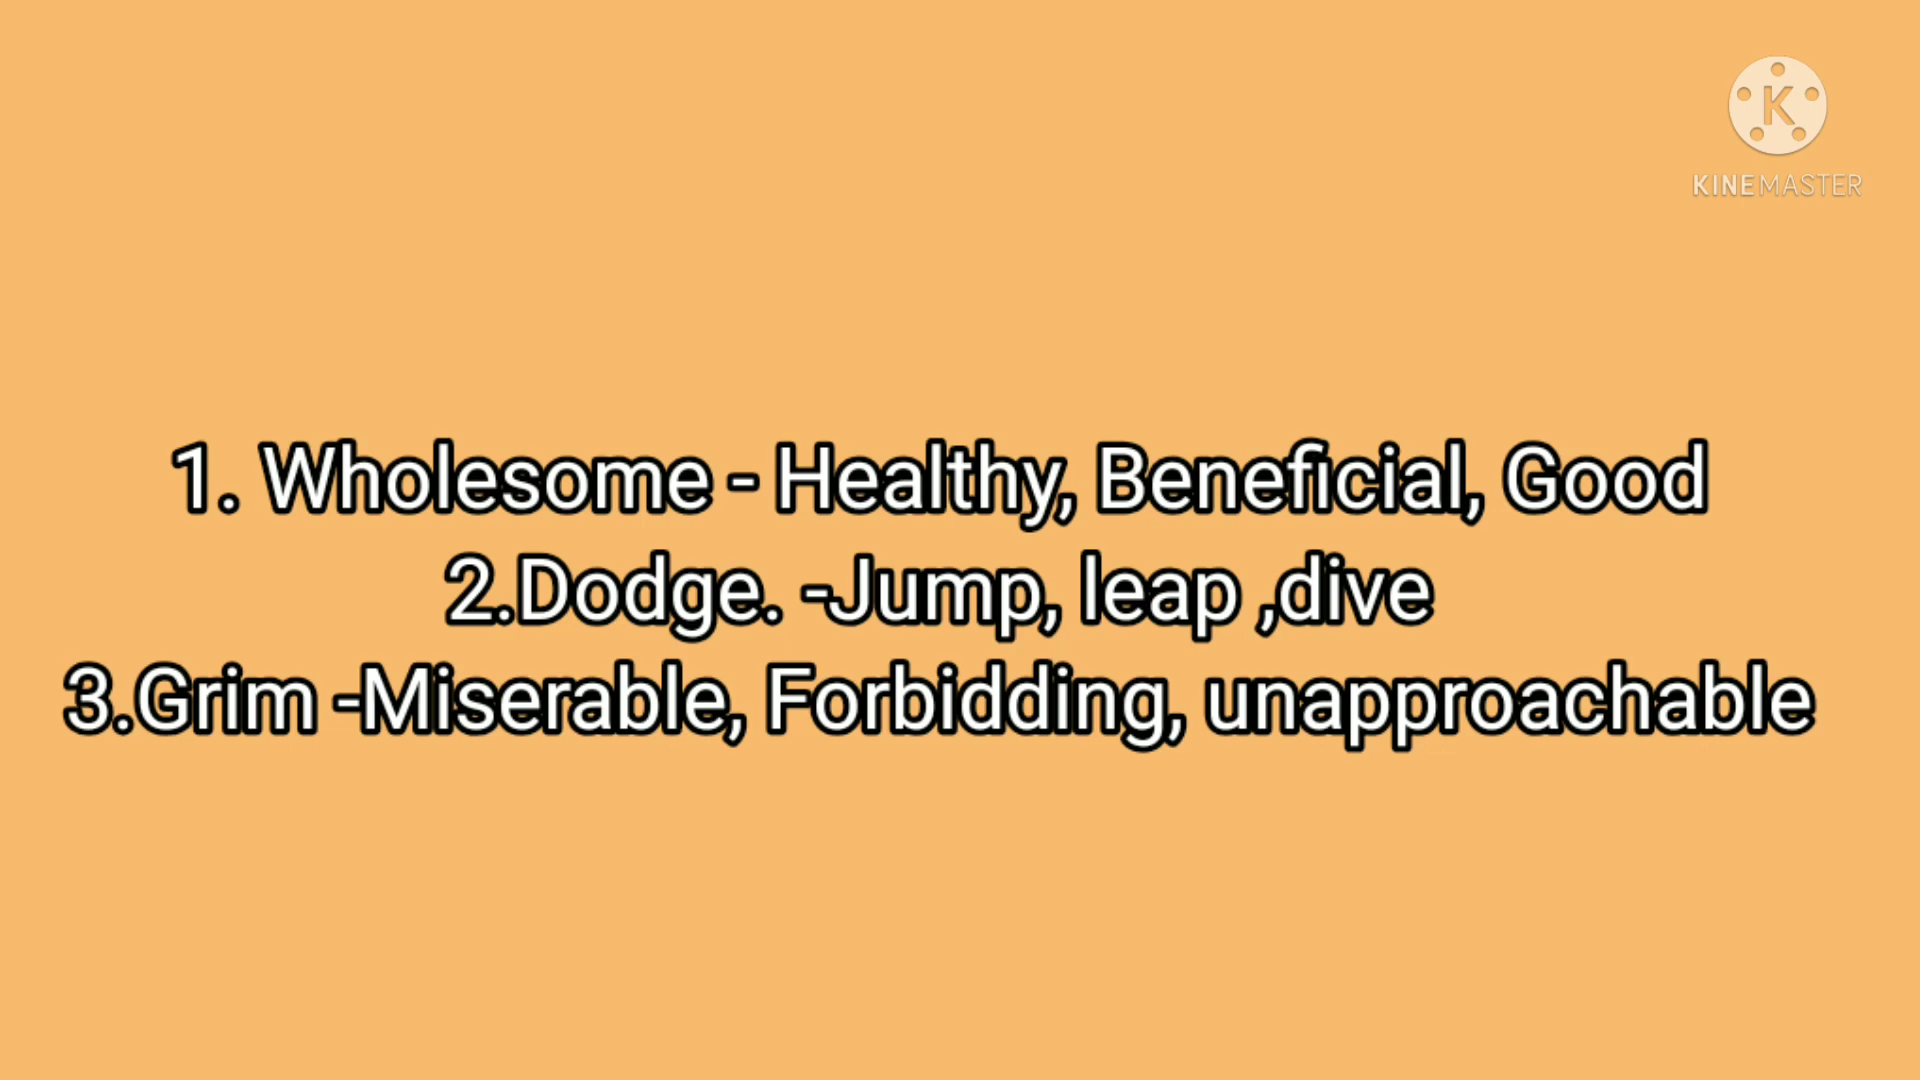 K
KINEMASTER
1. Wholesome - Healthy, Beneficial, Good
2.Dodge. -Jump, leap ,dive
3.Grim -Miserable, Forbidding, unapproachable